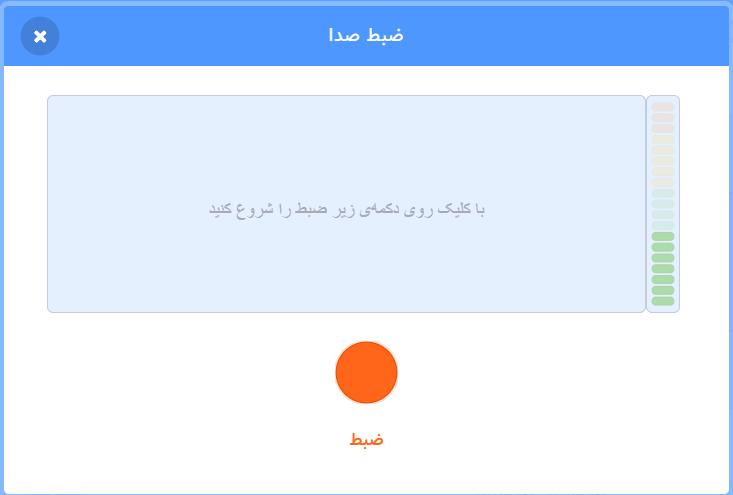 ضبط صدا
با کلیک روی دکمه‌ی زیر ضبط را شروع کنید
ضبط